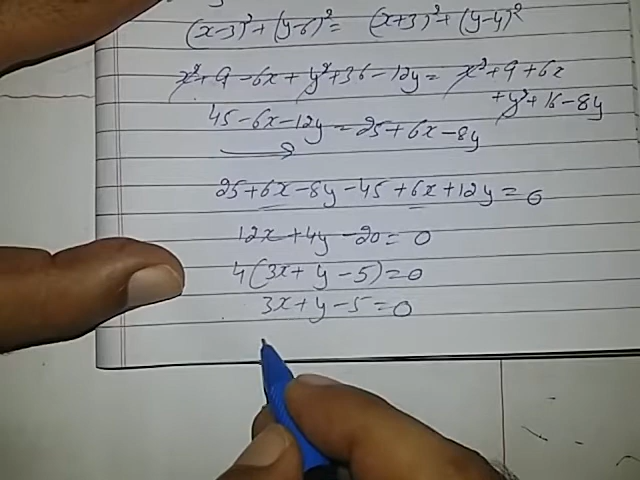 (x-3)²+(y-6)²= (x+3)²+(y-4)²
x²+9-6x+y²+36-12y= x²+9+6x
+y²+16-8y
45-6x-12y=25+6x-8y
25+6x-8y-45+6x+12y=0
12x+4y-20=0
4(3x+y-5)=0
3x+y-5=0